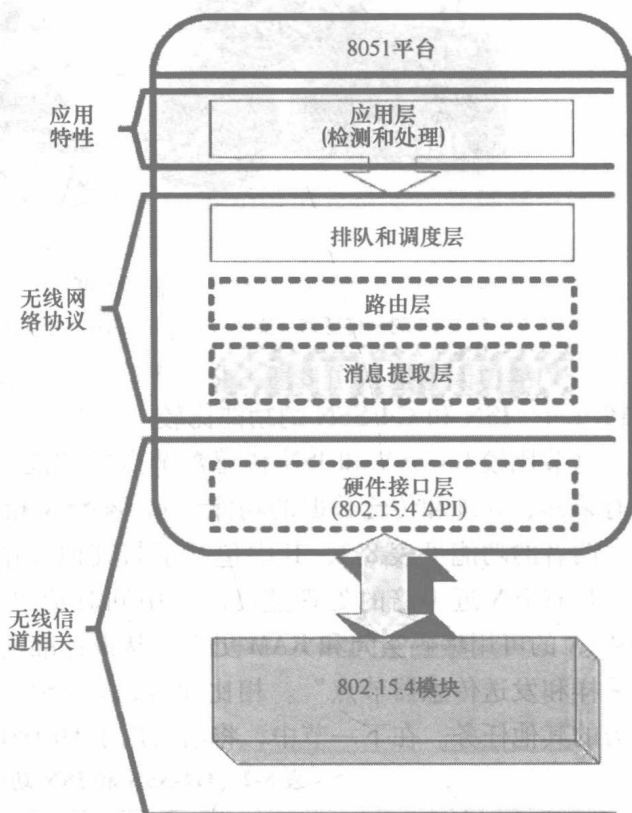 8051平台
应用
特性
应用层
(检测和处理)
排队和调度层
无线网
络协议
路由层
消息提取层
硬件接口层
(802.15.4 API)
无线信
道相关
802.15.4模块